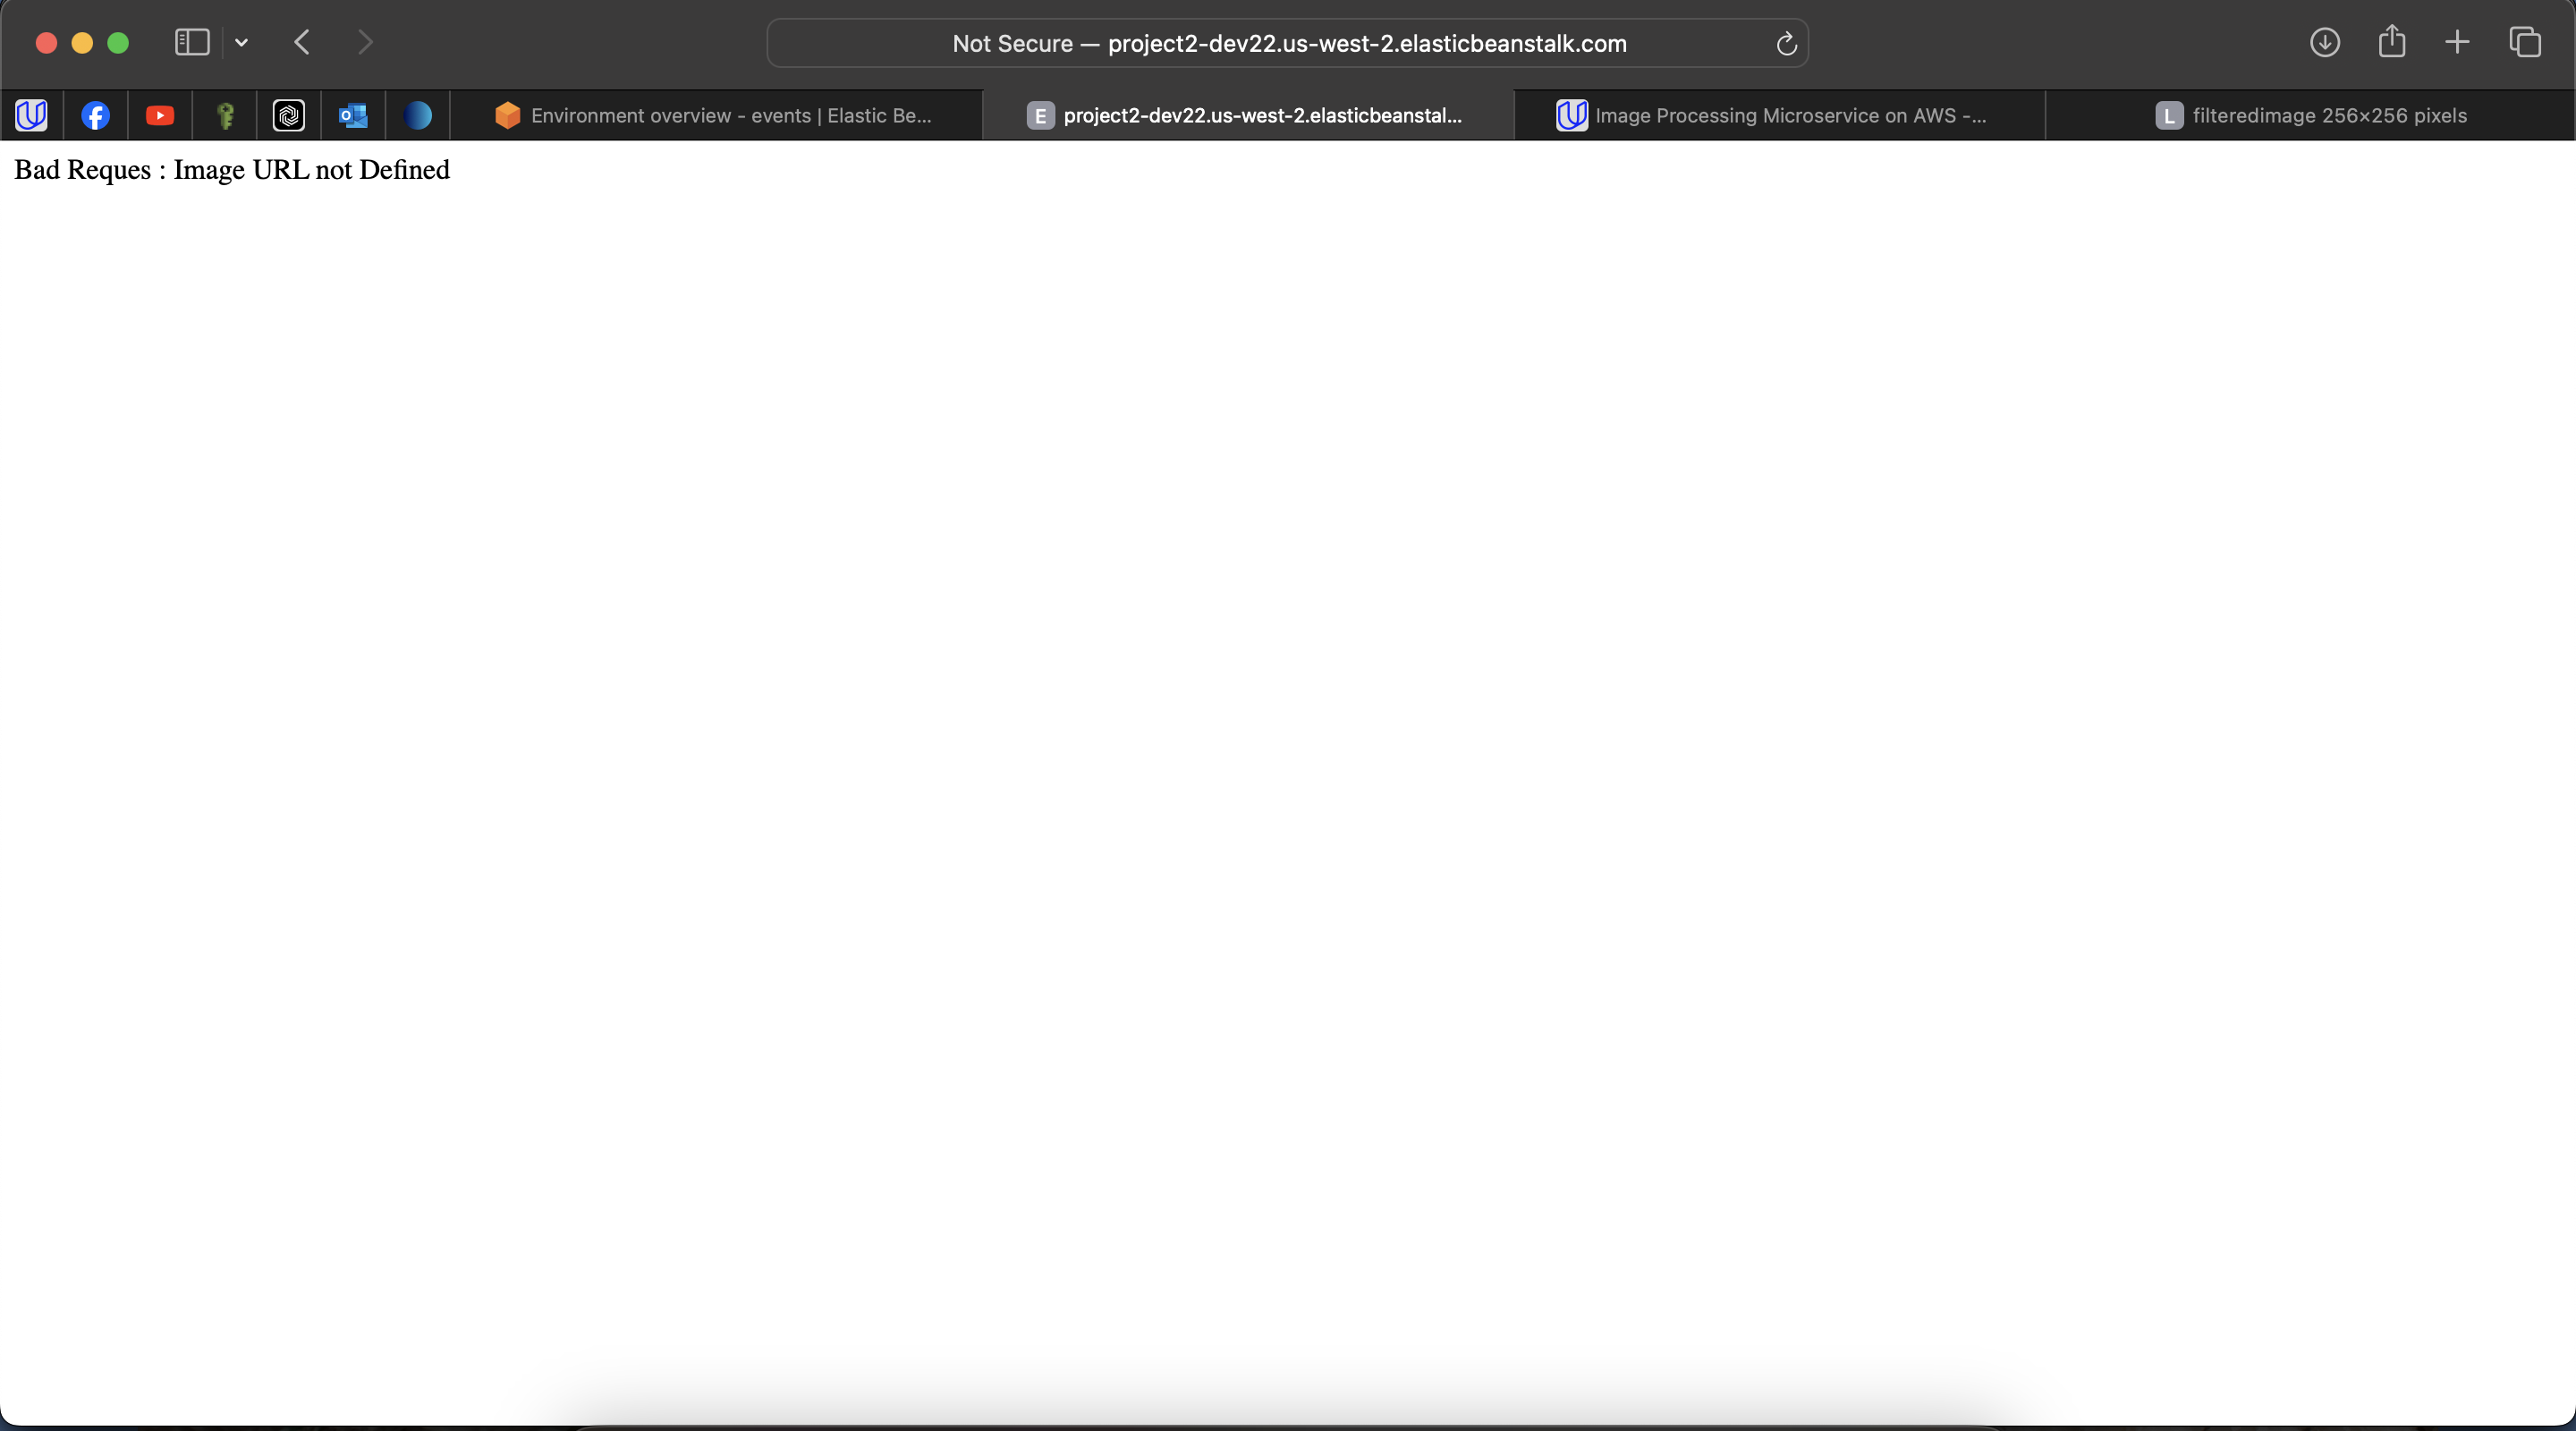 Not Secure — project2-dev22.us-west-2.elasticbeanstalk.com
Environment overview - events | Elastic Be...
E project2-dev22.us-west-2.elasticbeanstal...
Image Processing Microservice on AWS -...
L filteredimage 256×256 pixels
Bad Reques : Image URL not Defined